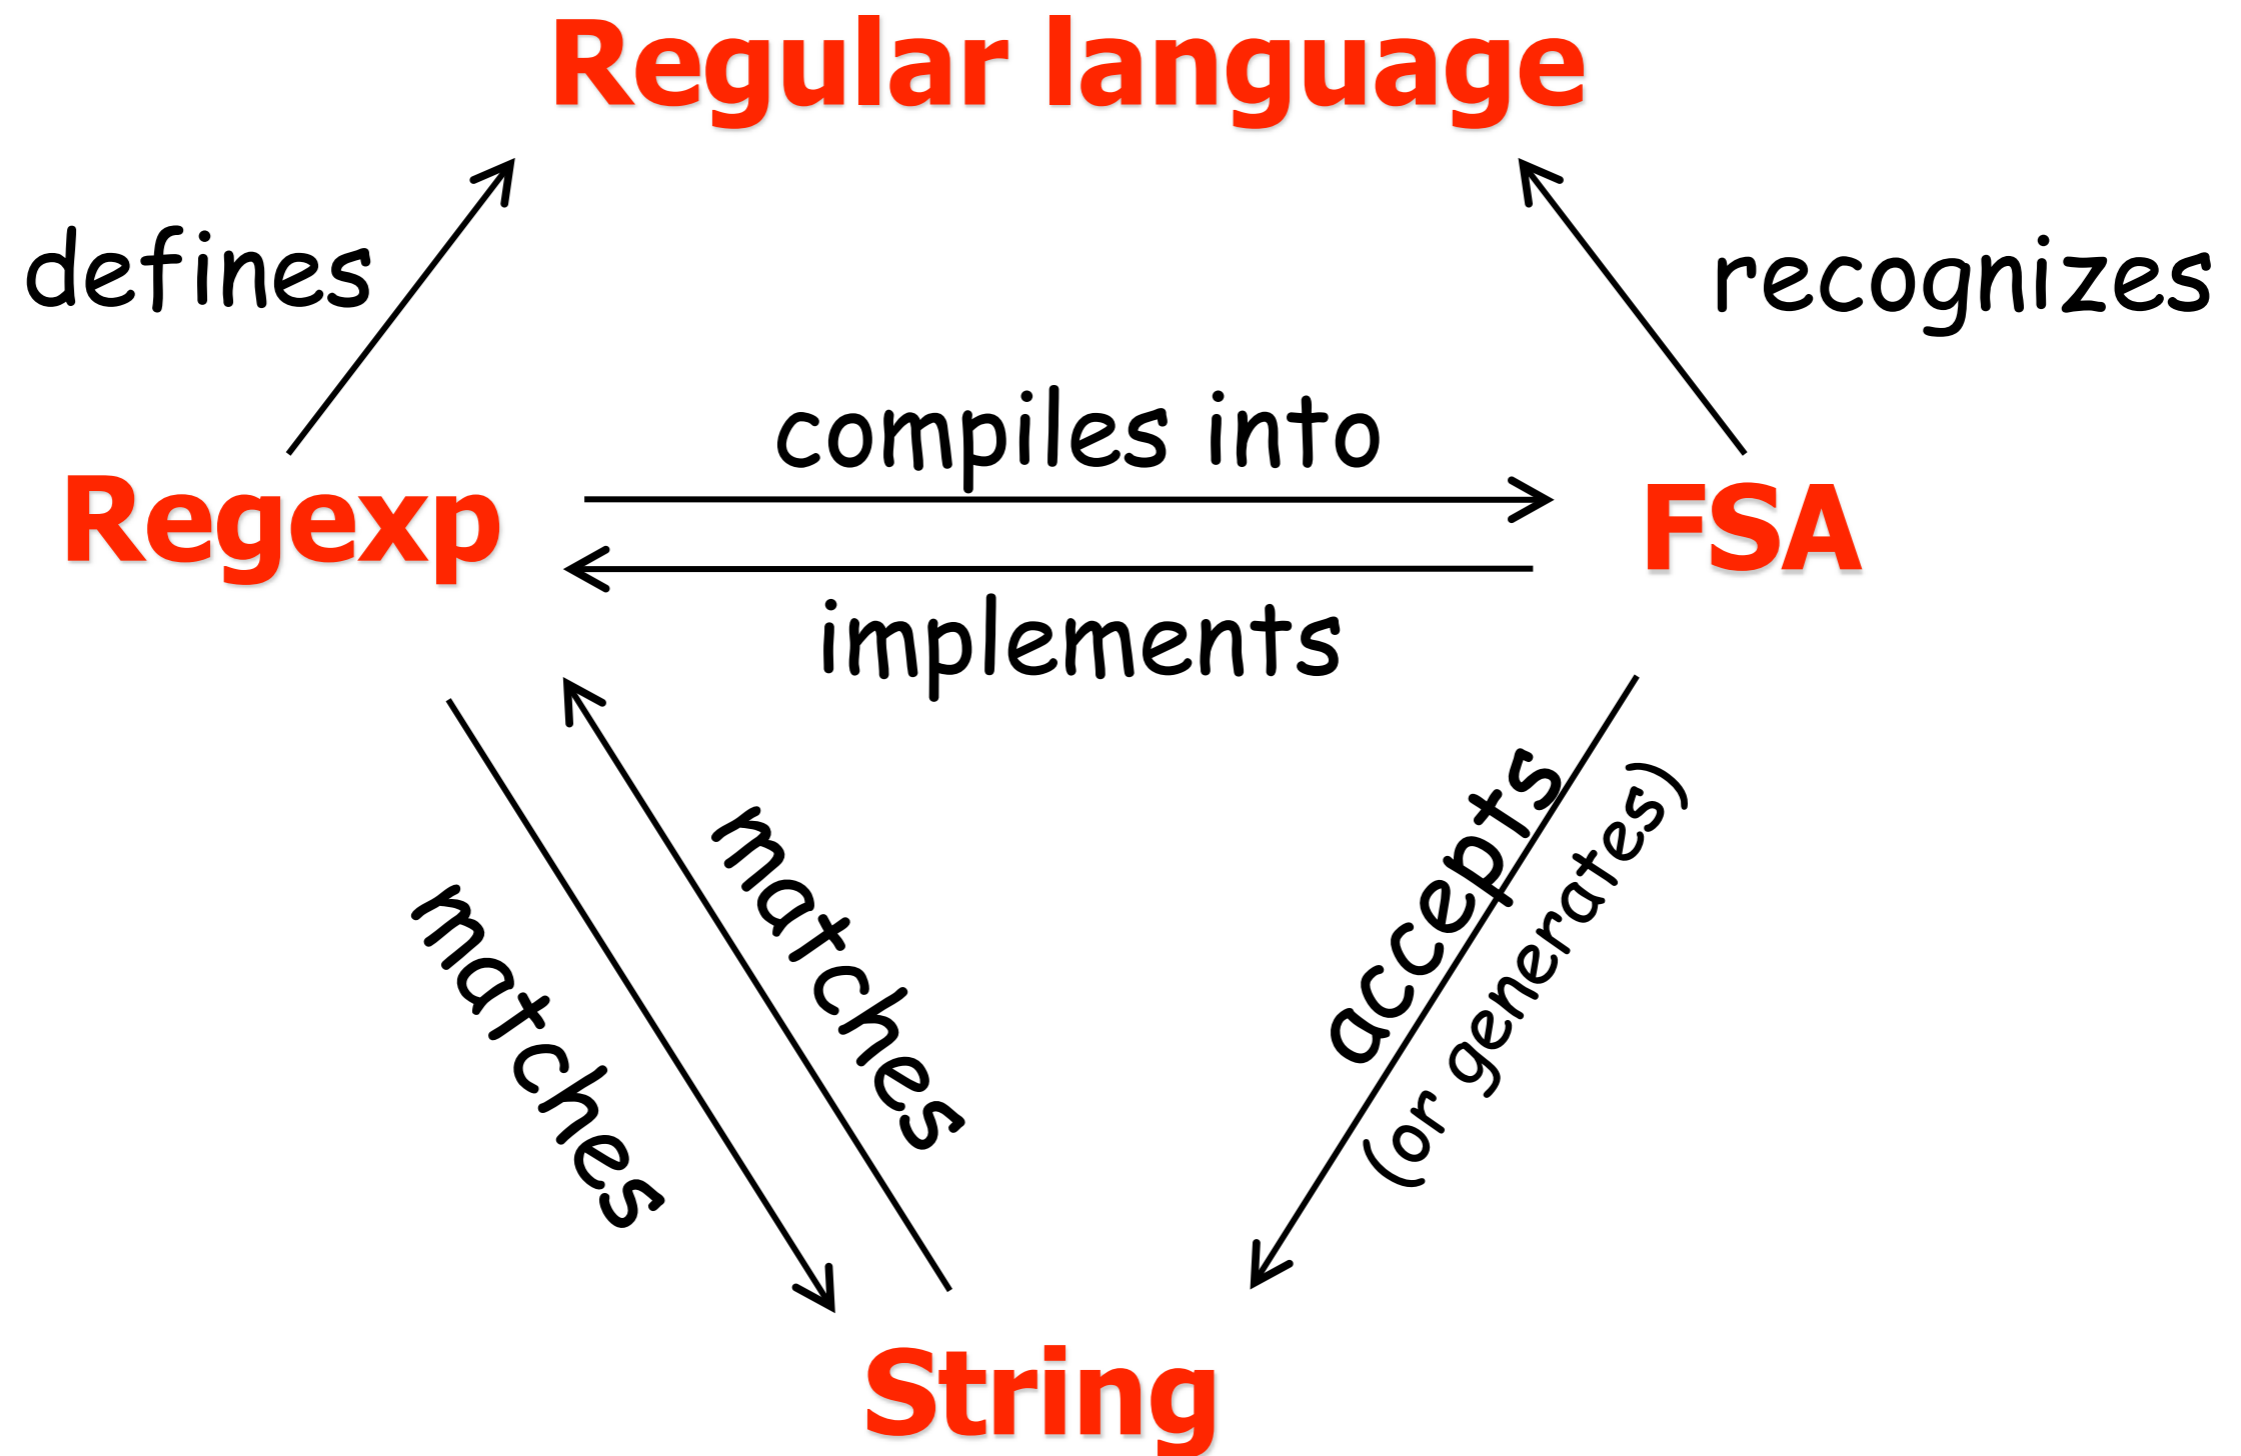 Regular language
defines
recognizes
compiles into
Regexp
FSA
implements
matches
matches
accepts
(or generates)
String